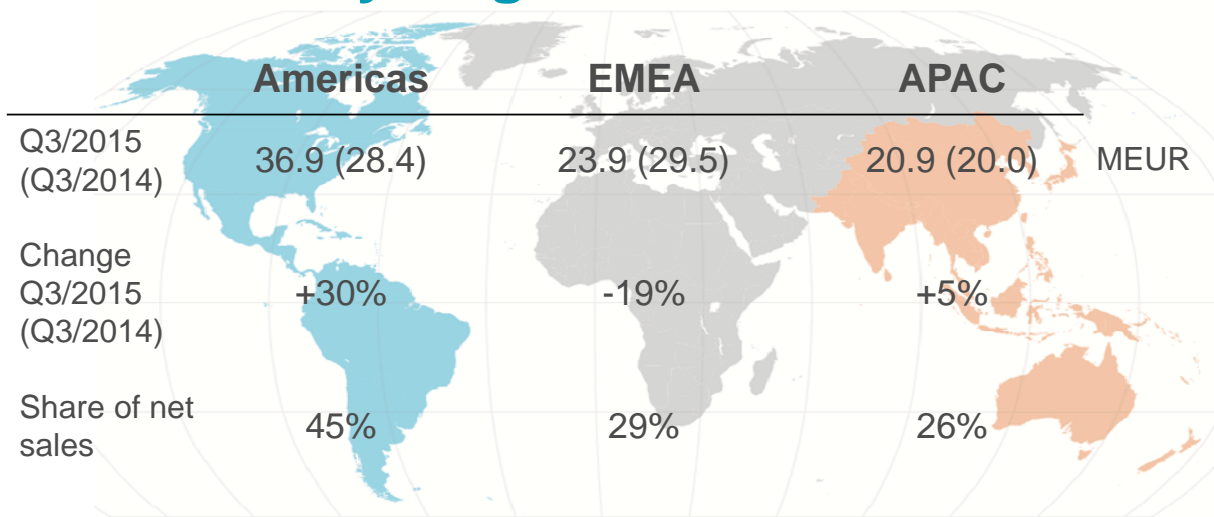 Americas EMEA APAC
Q3/2015
(Q3/2014)
36.9 (28.4) 23.9 (29.5) 20.9 (20.0) MEUR
Change
Q3/2015
(Q3/2014)
+30% -19% +5%
Share of net
sales
45% 29% 26%